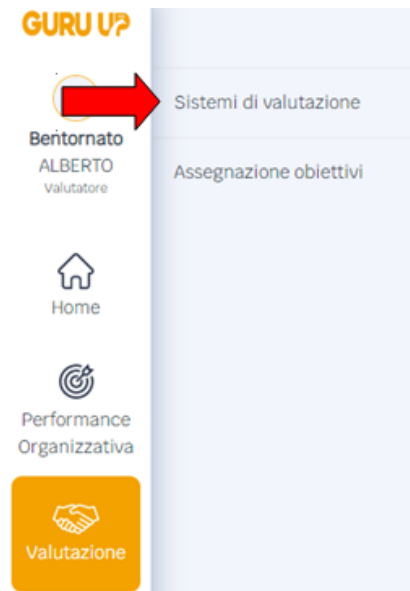 GURU UP
Sistemi di valutazione
Bentornato
ALBERTO
Valutatore
Assegnazione obiettivi
Home
Performance
Organizzativa
Valutazione